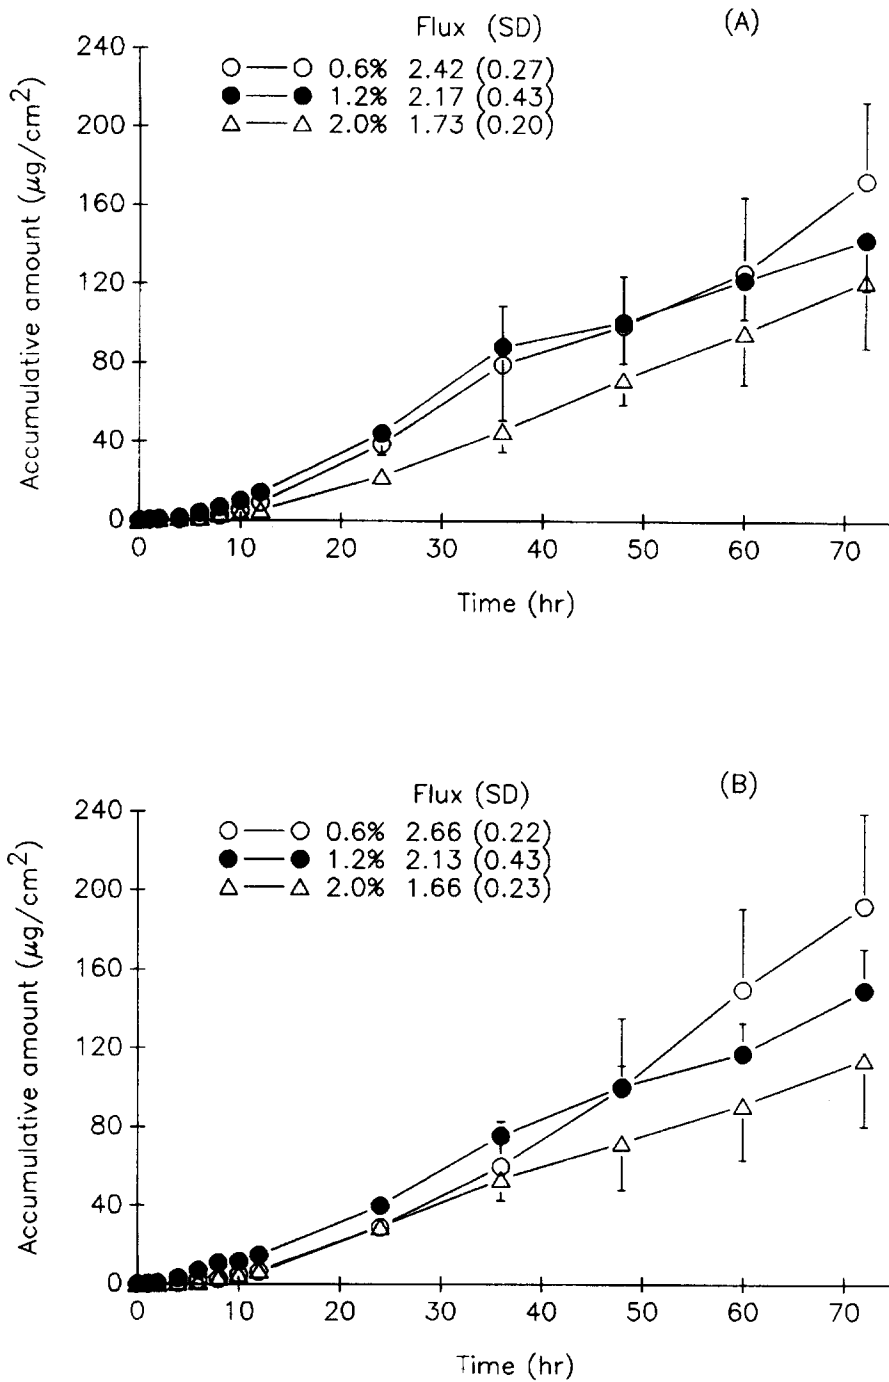 Flux (SD)
(A)
0.6% 2.42 (0.27)
1.2% 2.17 (0.43)
2.0% 1.73 (0.20)
240
200
160
120
80
40
0
Accumulative amount (μg/cm²)
0 10 20 30 40 50 60 70
Time (hr)
Flux (SD)
(B)
0.6% 2.66 (0.22)
1.2% 2.13 (0.43)
2.0% 1.66 (0.23)
240
200
160
120
80
40
0
Accumulative amount (μg/cm²)
0 10 20 30 40 50 60 70
Time (hr)